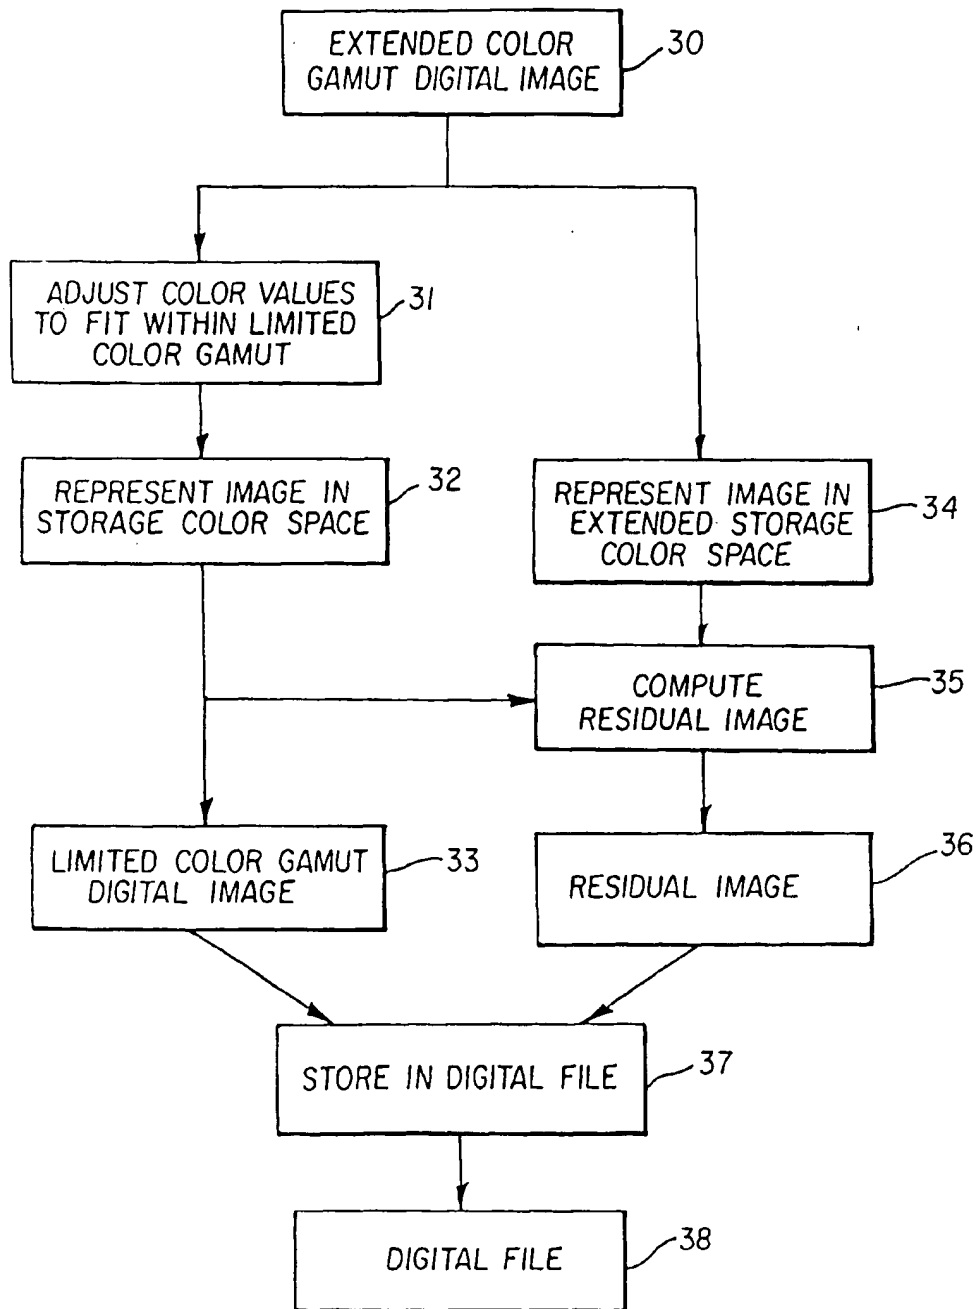 EXTENDED COLOR
GAMUT DIGITAL IMAGE
30
ADJUST COLOR VALUES
TO FIT WITHIN LIMITED
COLOR GAMUT
31
REPRESENT IMAGE IN
STORAGE COLOR SPACE
32
REPRESENT IMAGE IN
EXTENDED STORAGE
COLOR SPACE
34
COMPUTE
RESIDUAL IMAGE
35
LIMITED COLOR GAMUT
DIGITAL IMAGE
33
RESIDUAL IMAGE
36
STORE IN DIGITAL FILE
37
DIGITAL FILE
38